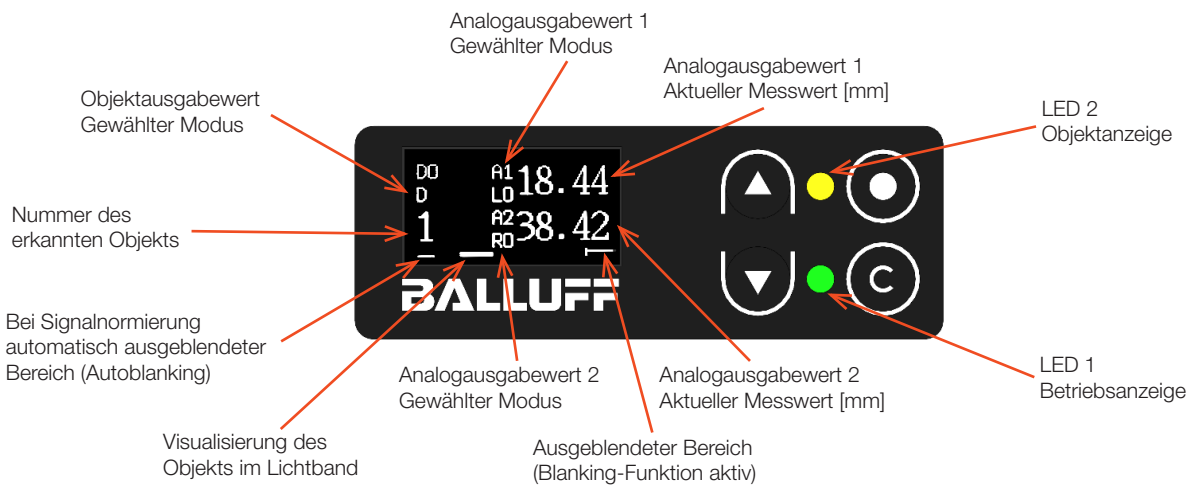 Analogausgabewert 1
Gewählter Modus
Analogausgabewert 1
Aktueller Messwert [mm]
Objektausgabewert
Gewählter Modus
LED 2
Objektanzeige
Nummer des
erkannten Objekts
DO
D
1
A1
LO
18.44
A2
RO
38.42
BALLUFF
C
Bei Signalnormierung
automatisch ausgeblendeter
Bereich (Autoblanking)
Analogausgabewert 2
Gewählter Modus
Analogausgabewert 2
Aktueller Messwert [mm]
LED 1
Betriebsanzeige
Visualisierung des
Objekts im Lichtband
Ausgeblendeter Bereich
(Blanking-Funktion aktiv)